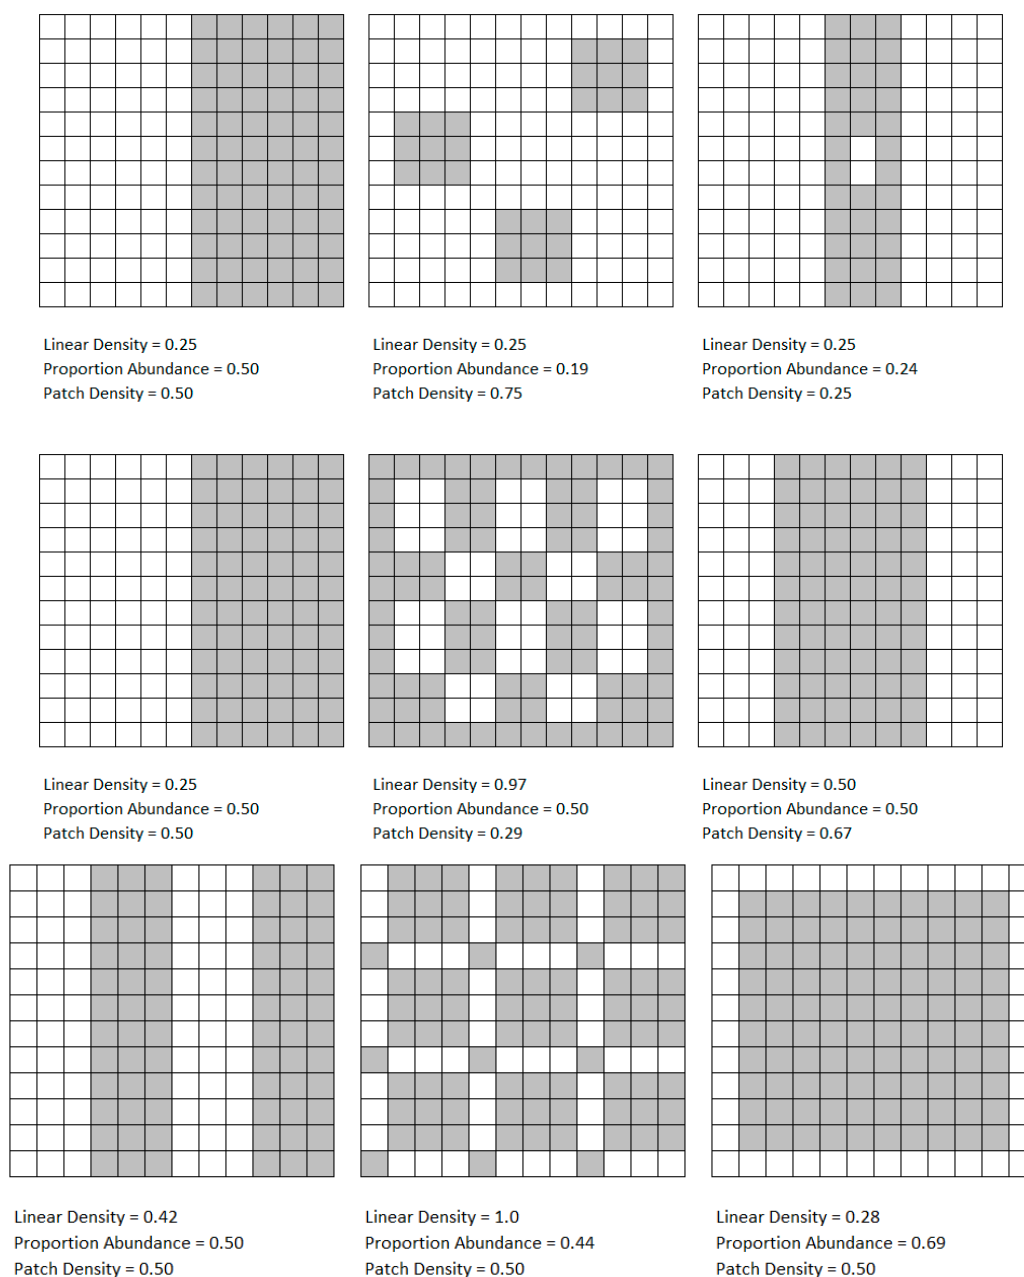 Linear Density = 0.25
Proportion Abundance = 0.50
Patch Density = 0.50
Linear Density = 0.25
Proportion Abundance = 0.19
Patch Density = 0.75
Linear Density = 0.25
Proportion Abundance = 0.24
Patch Density = 0.25
Linear Density = 0.25
Proportion Abundance = 0.50
Patch Density = 0.50
Linear Density = 0.97
Proportion Abundance = 0.50
Patch Density = 0.29
Linear Density = 0.50
Proportion Abundance = 0.50
Patch Density = 0.67
Linear Density = 0.42
Proportion Abundance = 0.50
Patch Density = 0.50
Linear Density = 1.0
Proportion Abundance = 0.44
Patch Density = 0.50
Linear Density = 0.28
Proportion Abundance = 0.69
Patch Density = 0.50